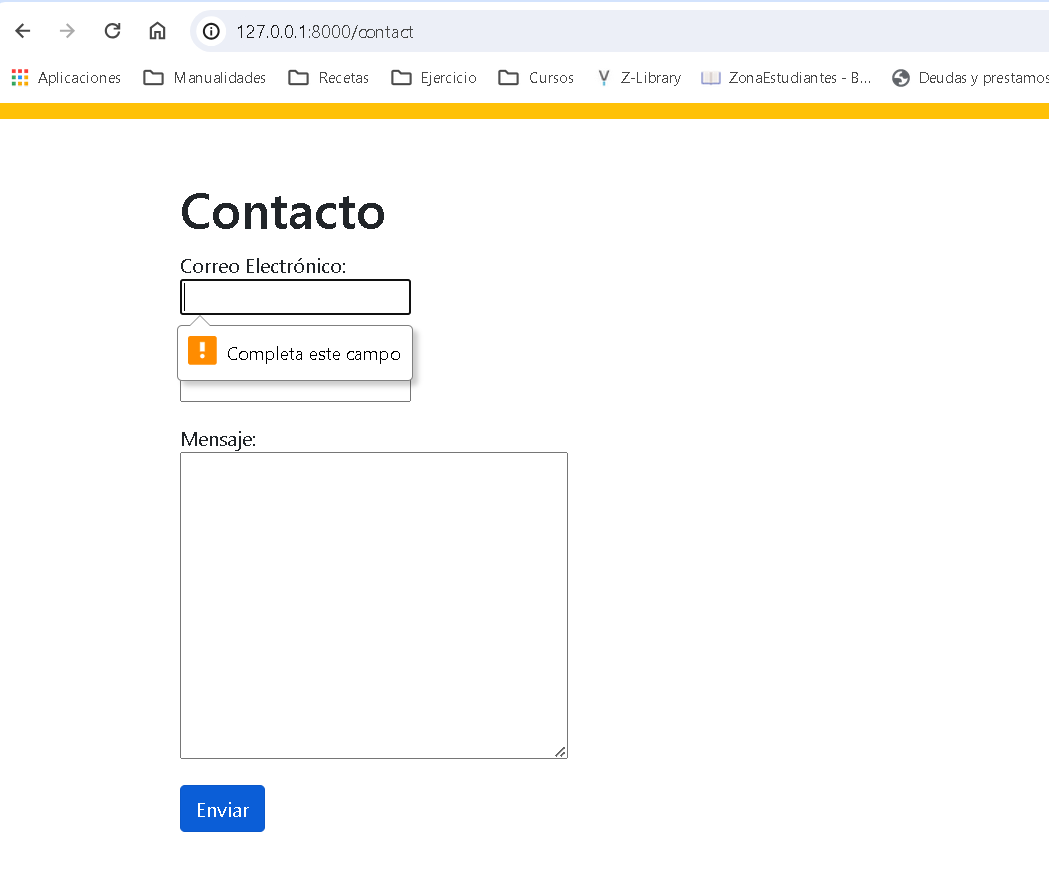 127.0.0.1:8000/contact
Aplicaciones Manualidades Recetas Ejercicio Cursos Z-Library ZonaEstudiantes - B... Deudas y prestamos
Contacto
Correo Electrónico:
Completa este campo
Mensaje:
Enviar